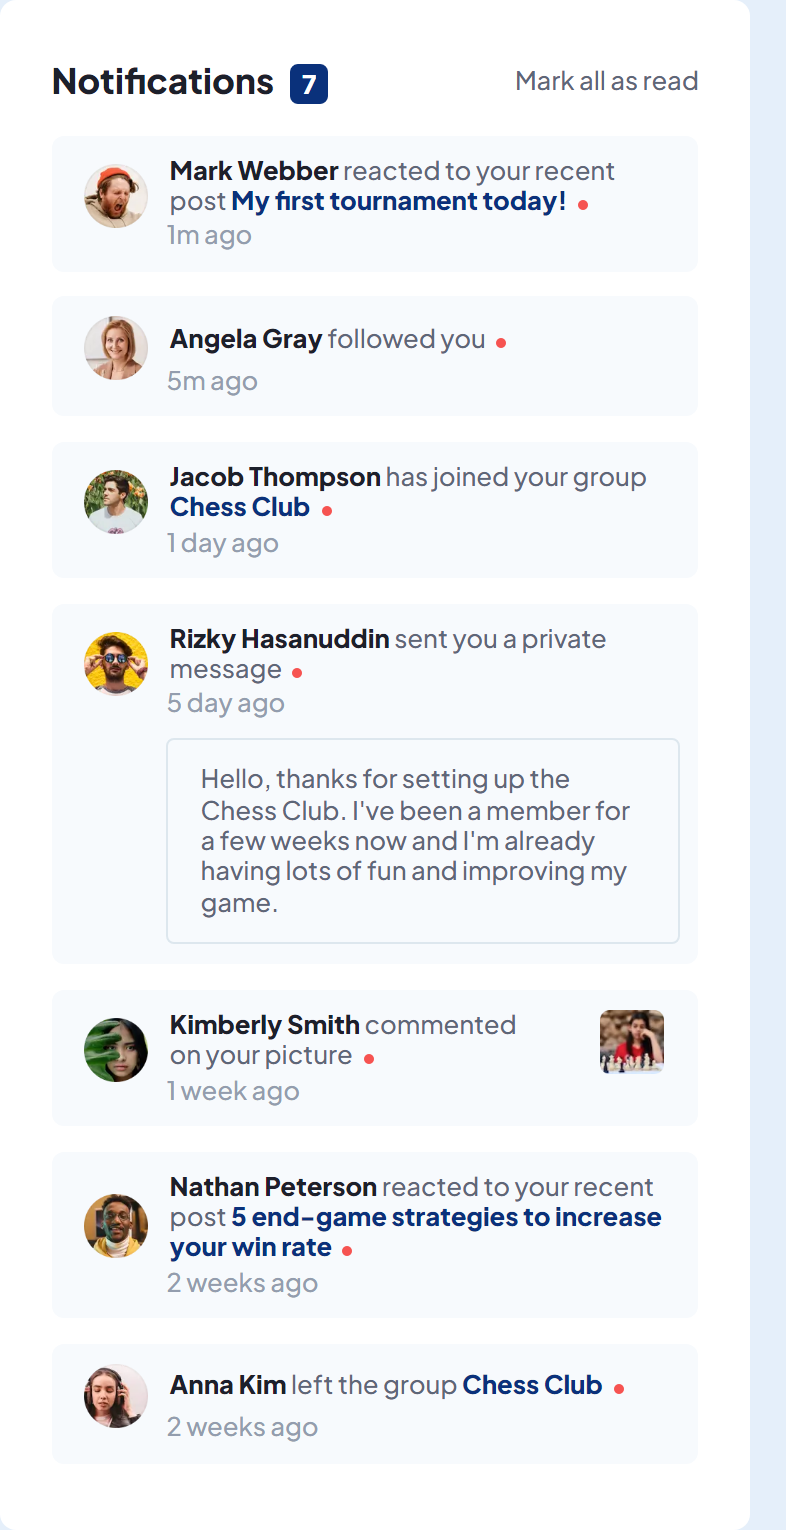 Notifications 7 Mark all as read
Mark Webber reacted to your recent
post My first tournament today!
1m ago
Angela Gray followed you
5m ago
Jacob Thompson has joined your group
Chess Club
1 day ago
Rizky Hasanuddin sent you a private
message
5 day ago
Hello, thanks for setting up the
Chess Club. I've been a member for
a few weeks now and I'm already
having lots of fun and improving my
game.
Kimberly Smith commented
on your picture
1 week ago
Nathan Peterson reacted to your recent
post 5 end-game strategies to increase
your win rate
2 weeks ago
Anna Kim left the group Chess Club
2 weeks ago